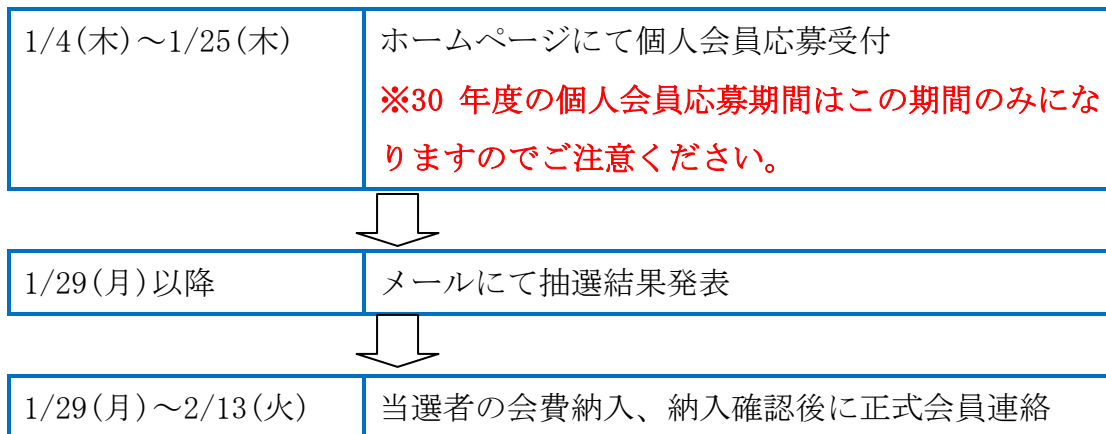 1/4(木)～1/25(木)
ホームページにて個人会員応募受付
※30 年度の個人会員応募期間はこの期間のみにな
りますのでご注意ください。
1/29(月)以降
メールにて抽選結果発表
1/29(月)～2/13(火)
当選者の会費納入、納入確認後に正式会員連絡